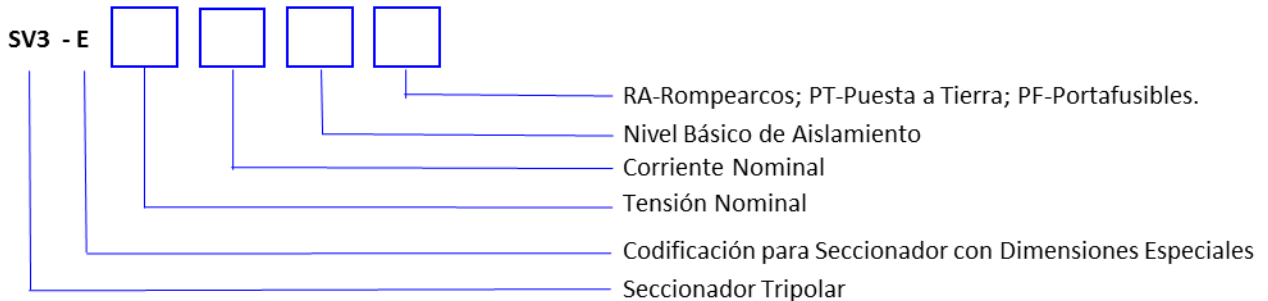 SV3 - E
RA-Rompearcos; PT-Puesta a Tierra; PF-Portafusibles.
Nivel Básico de Aislamiento
Corriente Nominal
Tensión Nominal
Codificación para Seccionador con Dimensiones Especiales
Seccionador Tripolar